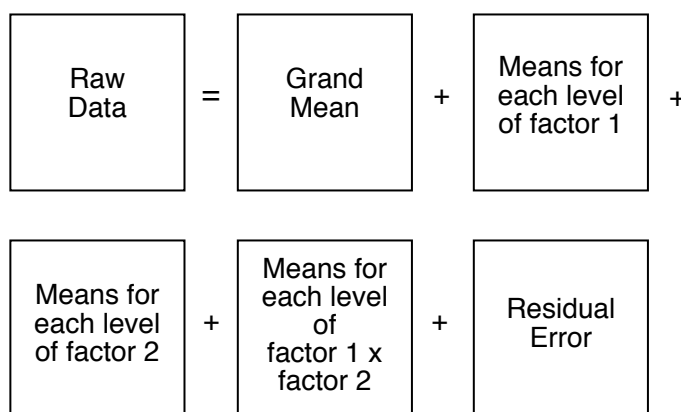 Raw
Data
=
Grand
Mean
+
Means for
each level
of factor 1
+
Means for
each level
of factor 2
+
Means for
each level
of
factor 1 x
factor 2
+
Residual
Error